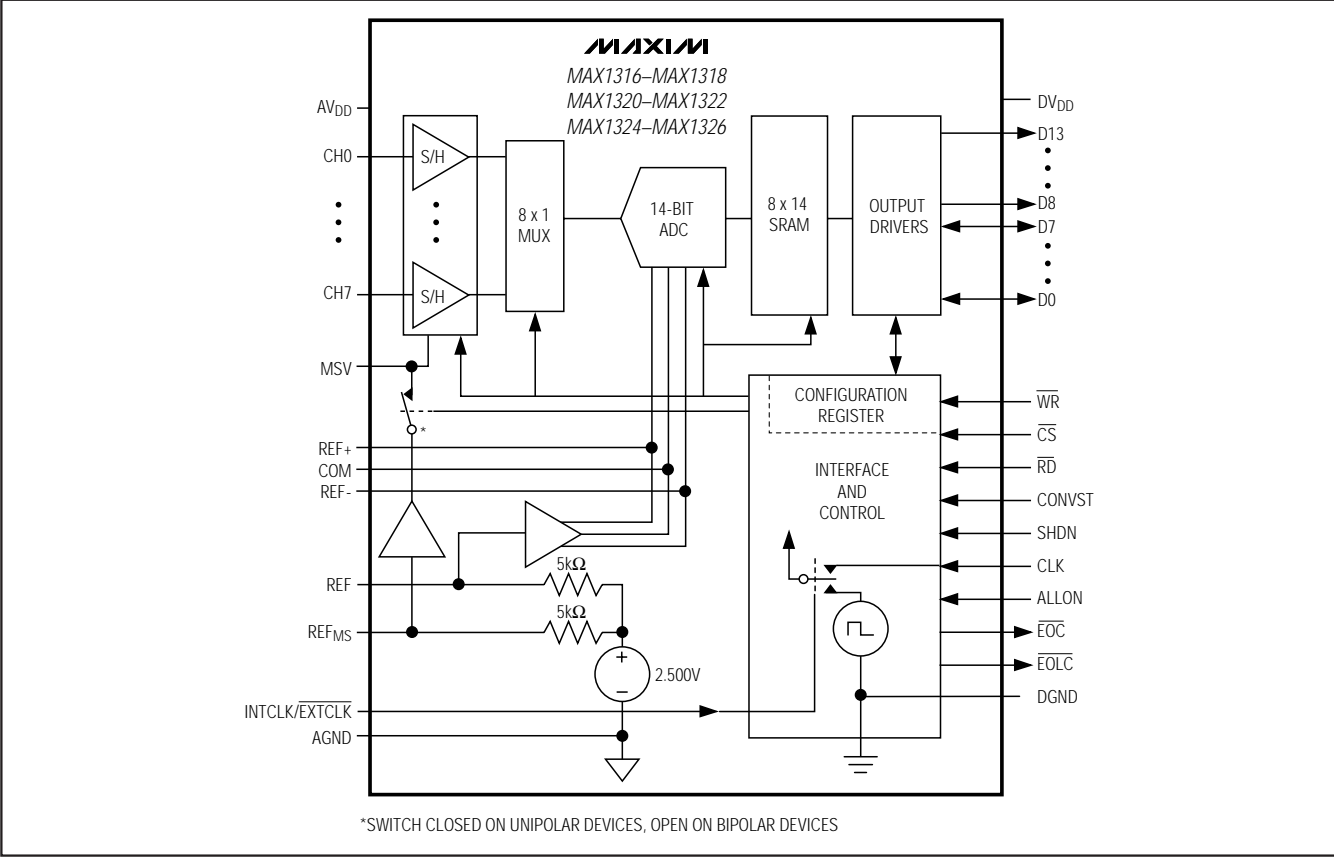 MAXIM
MAX1316–MAX1318
MAX1320–MAX1322
MAX1324–MAX1326
AVDD
DVDD
CH0
S/H
D13
8 x 1
MUX
14-BIT
ADC
8 x 14
SRAM
OUTPUT
DRIVERS
D8
D7
CH7
S/H
D0
MSV
*
CONFIGURATION
REGISTER
WR
CS
REF+
COM
REF-
INTERFACE
AND
CONTROL
RD
CONVST
SHDN
CLK
ALLON
EOC
EOLC
DGND
REF
5kΩ
REFMS
5kΩ
+
−
2.500V
INTCLK/EXTCLK
AGND
*SWITCH CLOSED ON UNIPOLAR DEVICES, OPEN ON BIPOLAR DEVICES